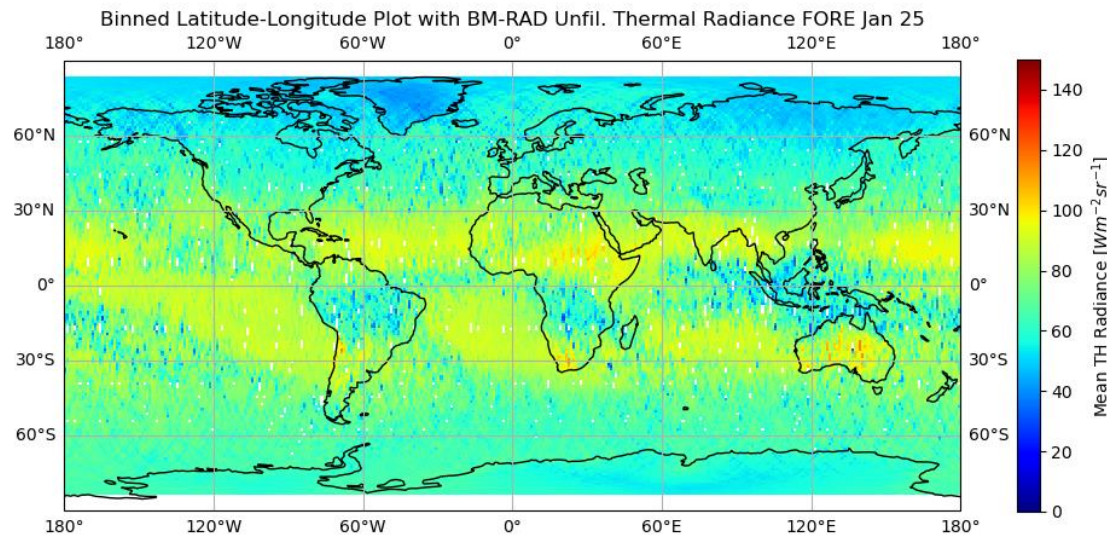 Binned Latitude-Longitude Plot with BM-RAD Unfil. Thermal Radiance FORE Jan 25
180° 120°W 60°W 0° 60°E 120°E 180°
60°N 60°N
30°N 30°N
0° 0°
30°S 30°S
60°S 60°S
180° 120°W 60°W 0° 60°E 120°E 180°
140
120
100
80
60
40
20
0
Mean TH Radiance [Wm⁻²sr⁻¹]